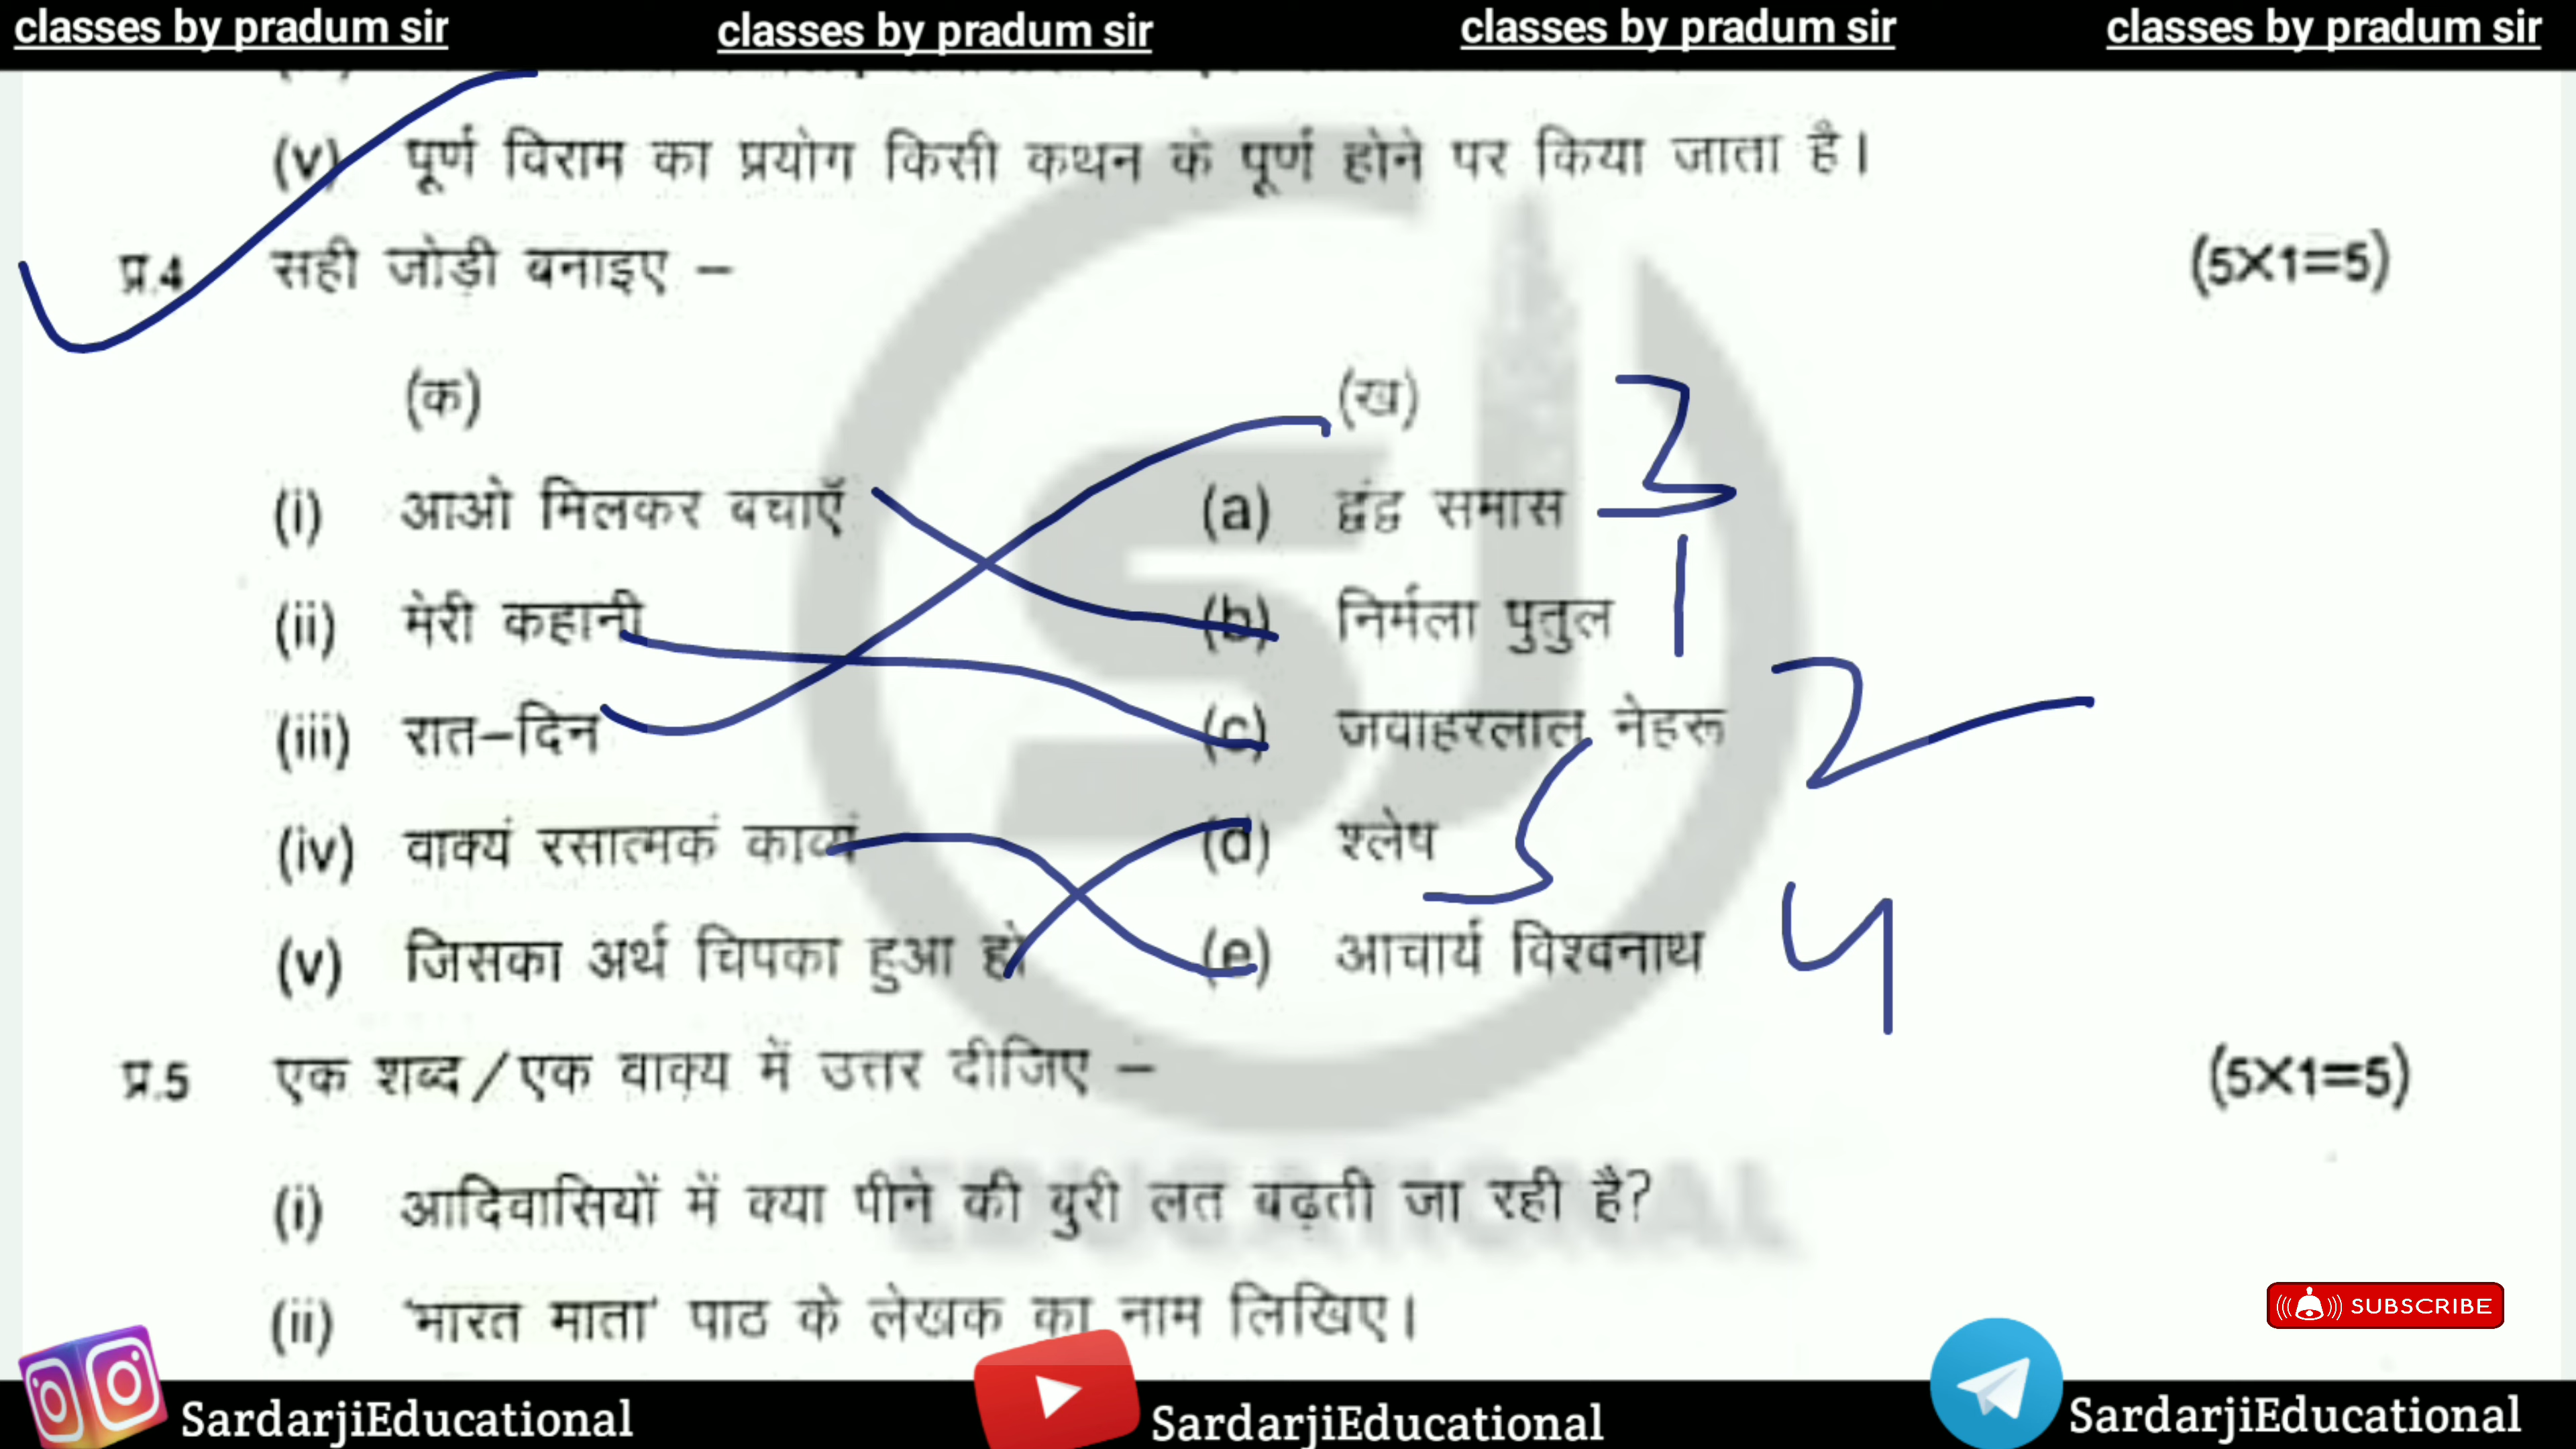 classes by pradum sir classes by pradum sir classes by pradum sir classes by pradum sir
(v) पूर्ण विराम का प्रयोग किसी कथन के पूर्ण होने पर किया जाता है।
प्र.4 सही जोड़ी बनाइए – (5×1=5)
(क) (ख)
3
(i) आओ मिलकर बचाएँ (a) द्वंद्व समास
(ii) मेरी कहानी (b) निर्मला पुतुल 1
(iii) रात–दिन (c) जवाहरलाल नेहरू 2
(iv) वाक्यं रसात्मकं काव्यं (d) श्लेष 5
(v) जिसका अर्थ चिपका हुआ हो (e) आचार्य विश्वनाथ 4
प्र.5 एक शब्द/एक वाक्य में उत्तर दीजिए – (5×1=5)
EDUCATIONAL
(i) आदिवासियों में क्या पीने की बुरी लत बढ़ती जा रही है?
(ii) 'भारत माता' पाठ के लेखक का नाम लिखिए।
SUBSCRIBE
SardarjiEducational SardarjiEducational SardarjiEducational